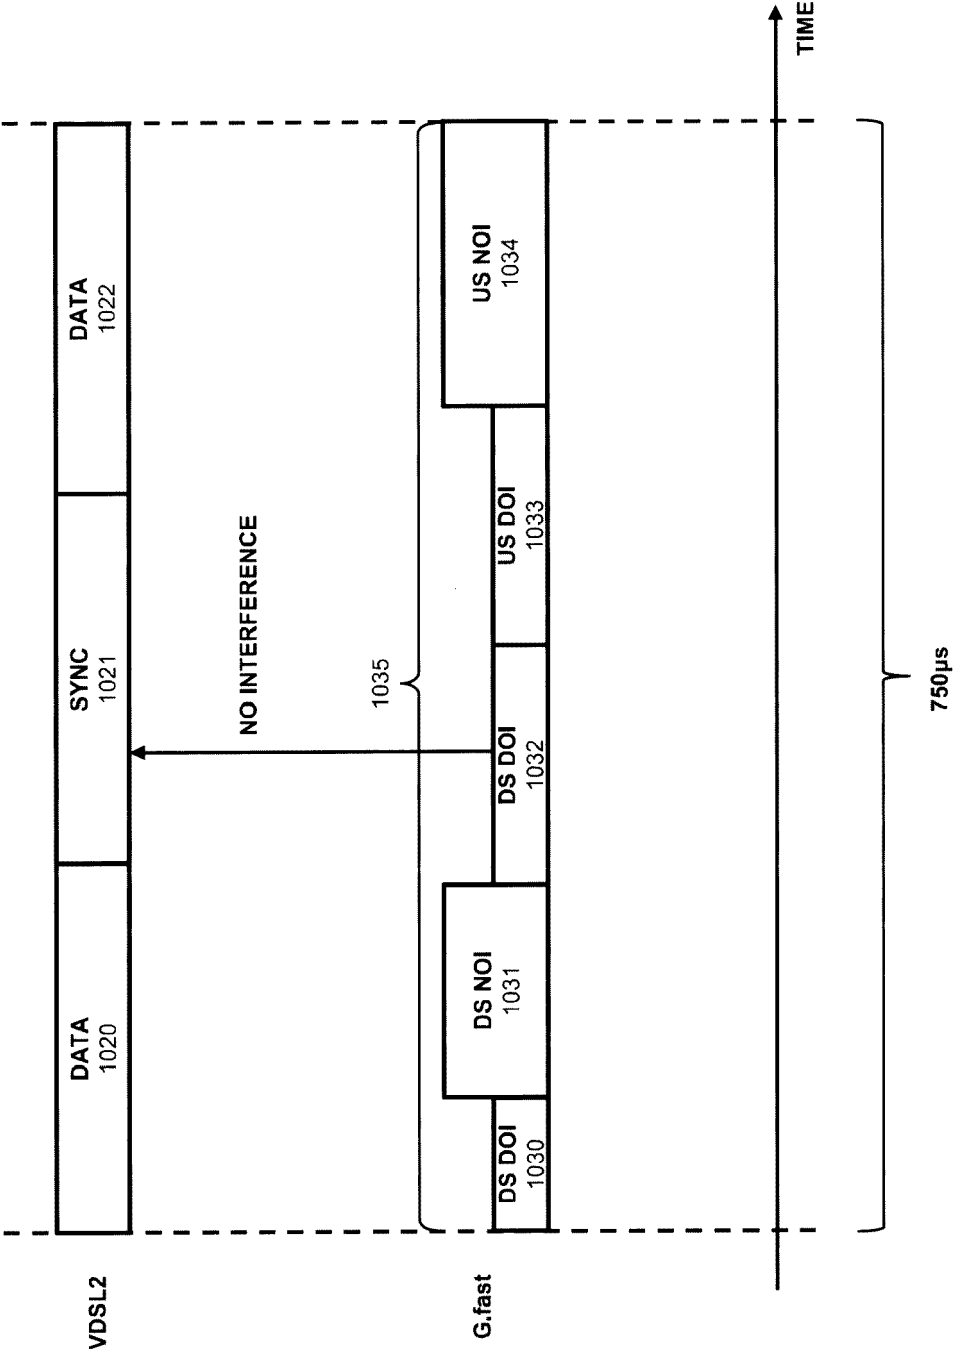 VDSL2
DATA
1020
SYNC
1021
DATA
1022
NO INTERFERENCE
1035
G.fast
DS DOI
1030
DS NOI
1031
DS DOI
1032
US DOI
1033
US NOI
1034
TIME
750µs